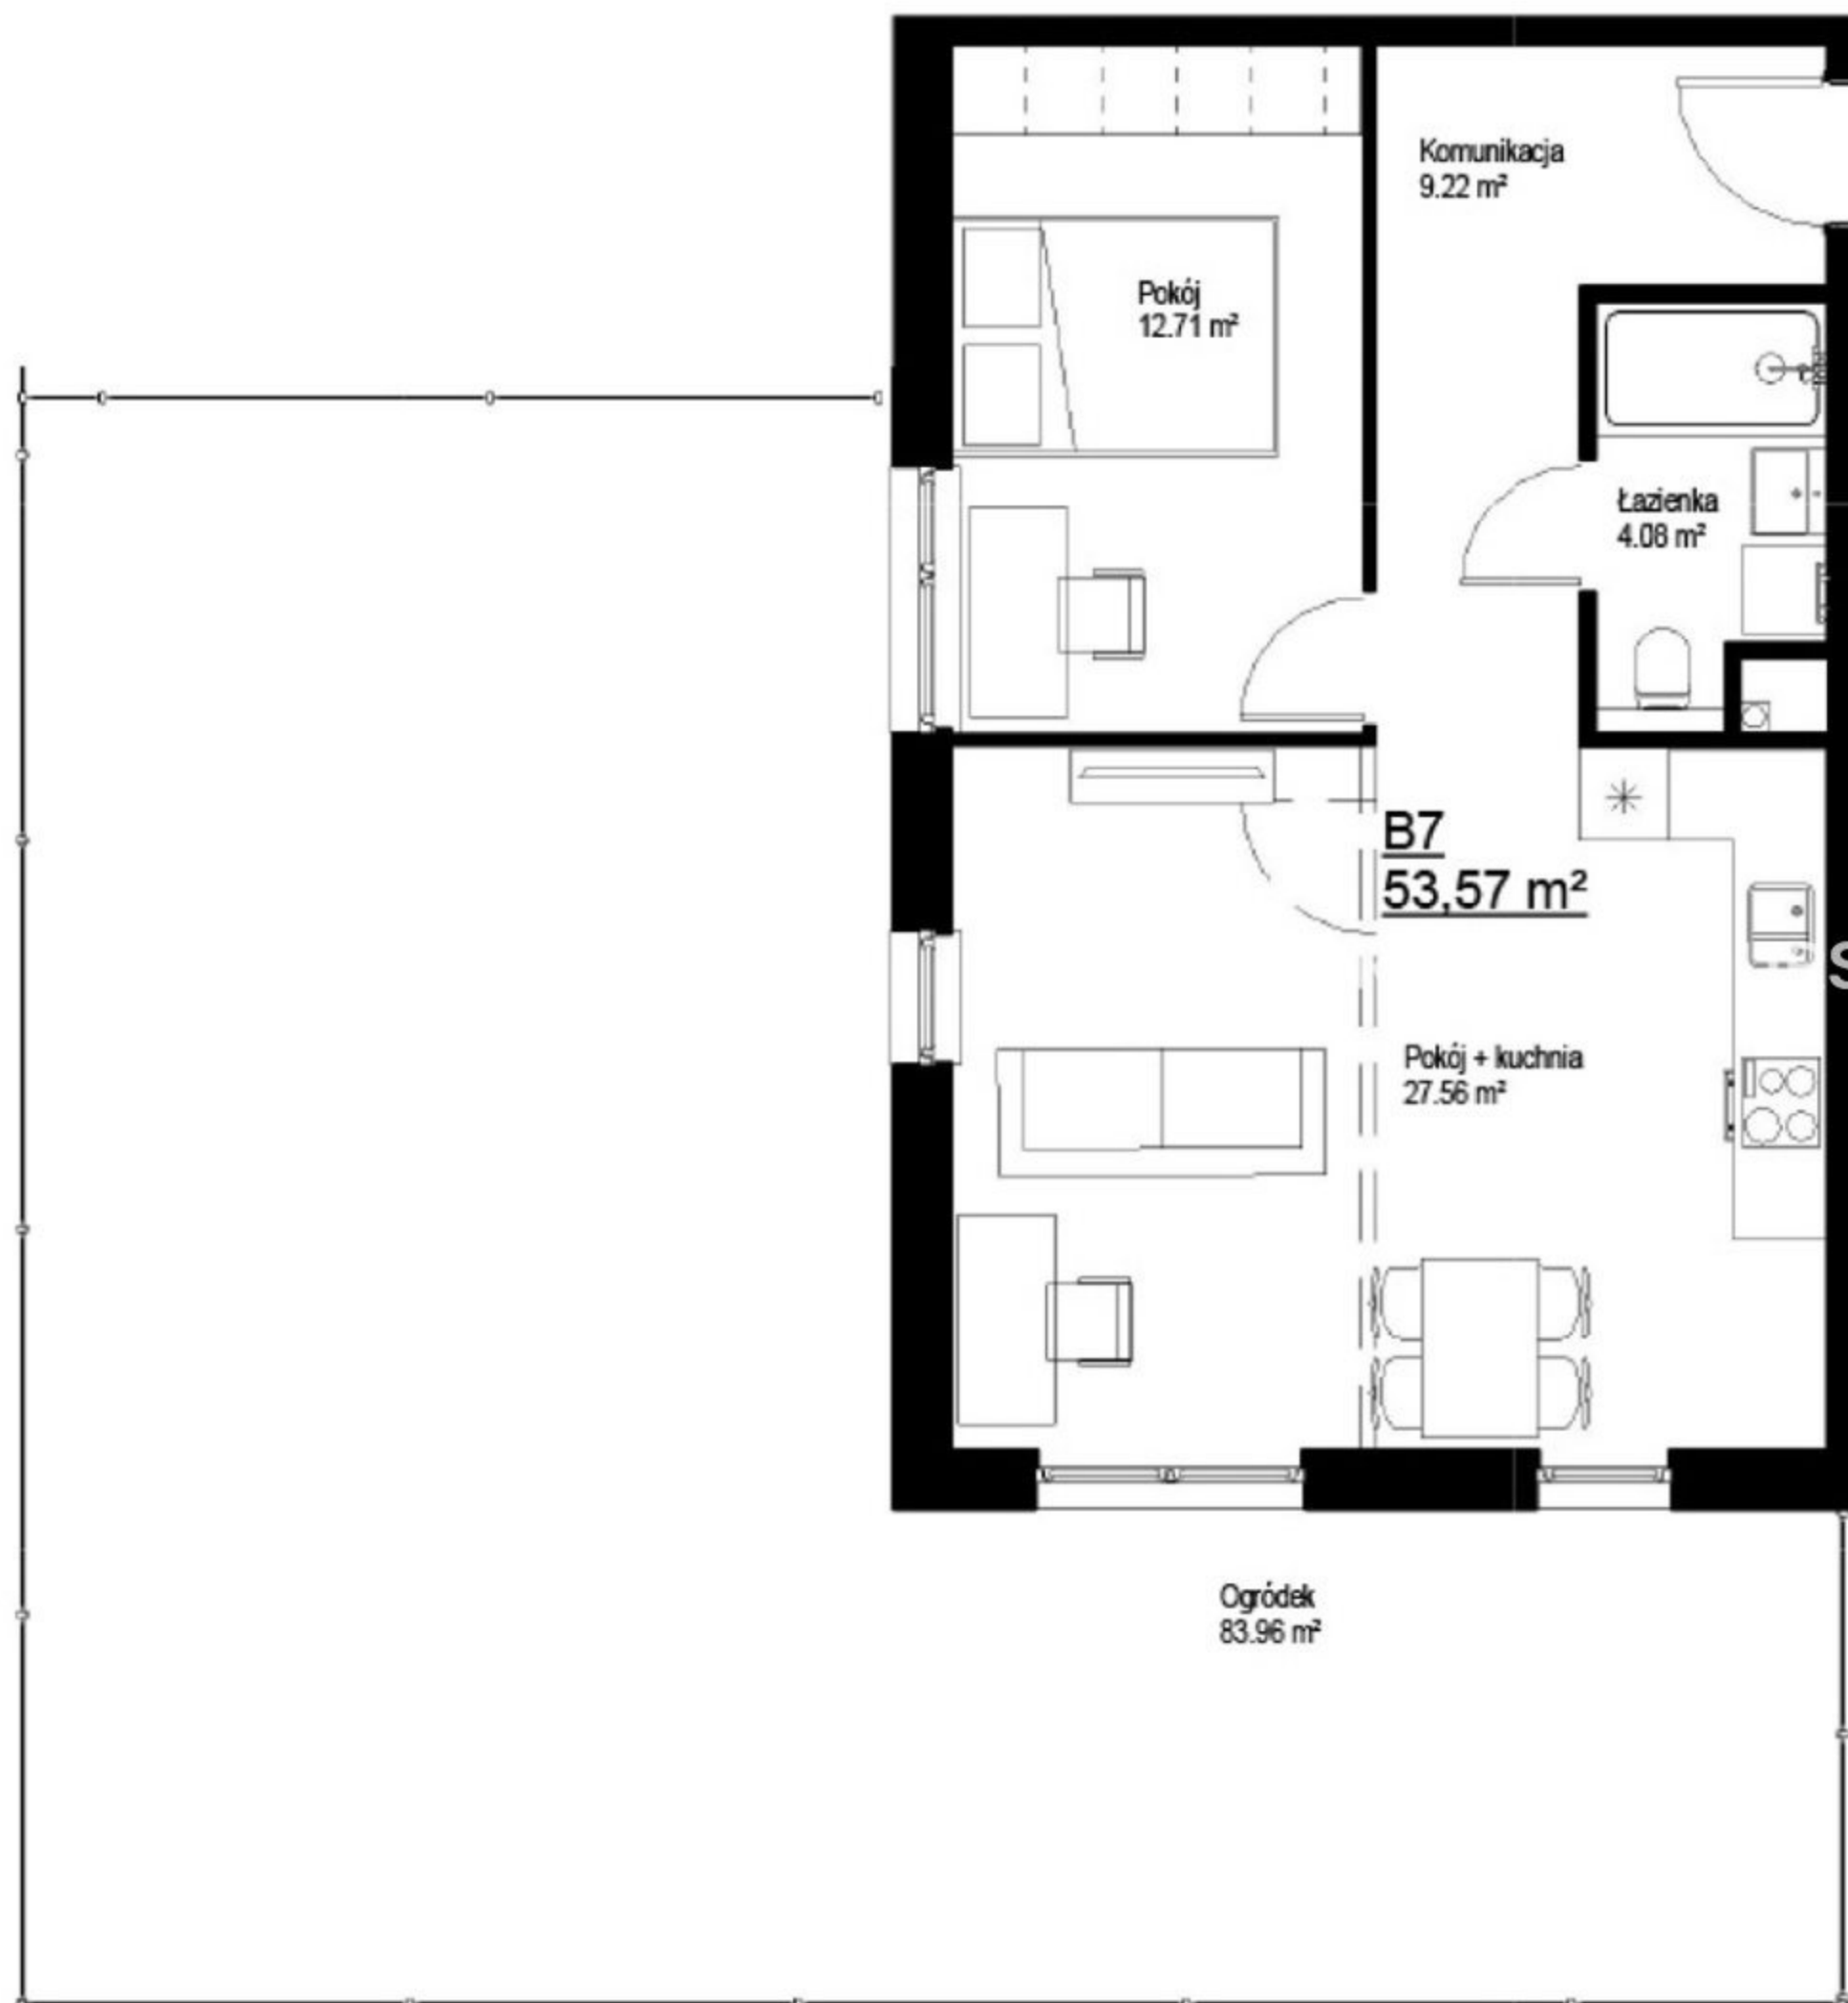 Komunikacja
9.22 m²
Pokój
12.71 m²
Łazienka
4.08 m²
B7
53,57 m²
Pokój + kuchnia
27.56 m²
Ogródek
83.96 m²